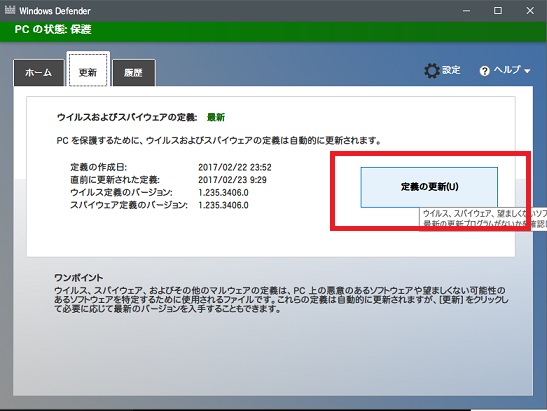 Windows Defender
PC の状態: 保護
ホーム
更新
履歴
設定
ヘルプ
ウイルスおよびスパイウェアの定義: 最新
PC を保護するために、ウイルスおよびスパイウェアの定義は自動的に更新されます。
定義の作成日: 2017/02/22 23:52
直前に更新された定義: 2017/02/23 9:29
ウイルス定義のバージョン: 1.235.3406.0
スパイウェア定義のバージョン: 1.235.3406.0
定義の更新(U)
ウイルス、スパイウェア、望ましくないソフ
最新の更新プログラムがないかを確認し
ワンポイント
ウイルス、スパイウェア、およびその他のマルウェアの定義は、PC 上の悪意のあるソフトウェアや望ましくない可能性の
あるソフトウェアを特定するために使用されるファイルです。これらの定義は自動的に更新されますが、[更新] をクリックし
て必要に応じて最新のバージョンを入手することもできます。